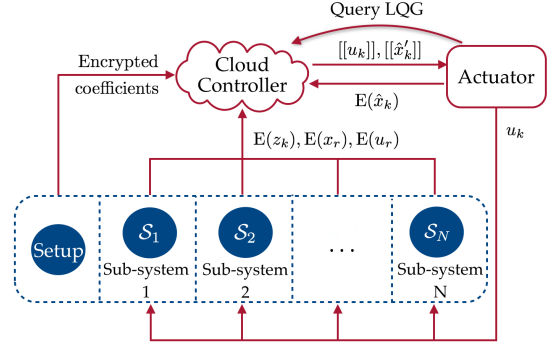 Query LQG
Encrypted
coefficients
Cloud
Controller
[[u_k]], [[x̂′_k]]
E(x̂_k)
Actuator
E(z_k), E(x_r), E(u_r)
u_k
Setup
S_1
S_2
...
S_N
Sub-system
1
Sub-system
2
Sub-system
N